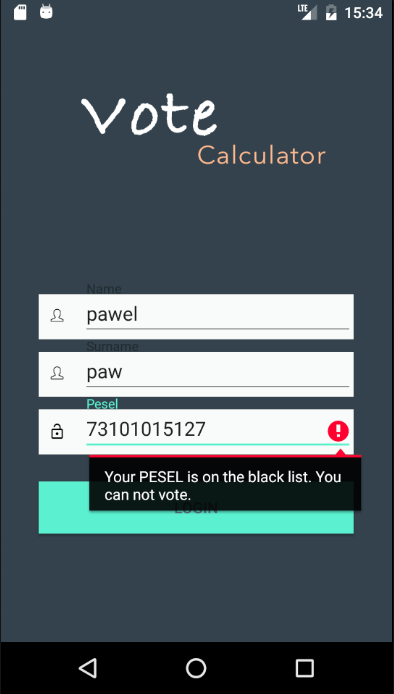 LTE 15:34
Vote
Calculator
Name
pawel
Surname
paw
Pesel
73101015127
Your PESEL is on the black list. You
can not vote.
LOGIN